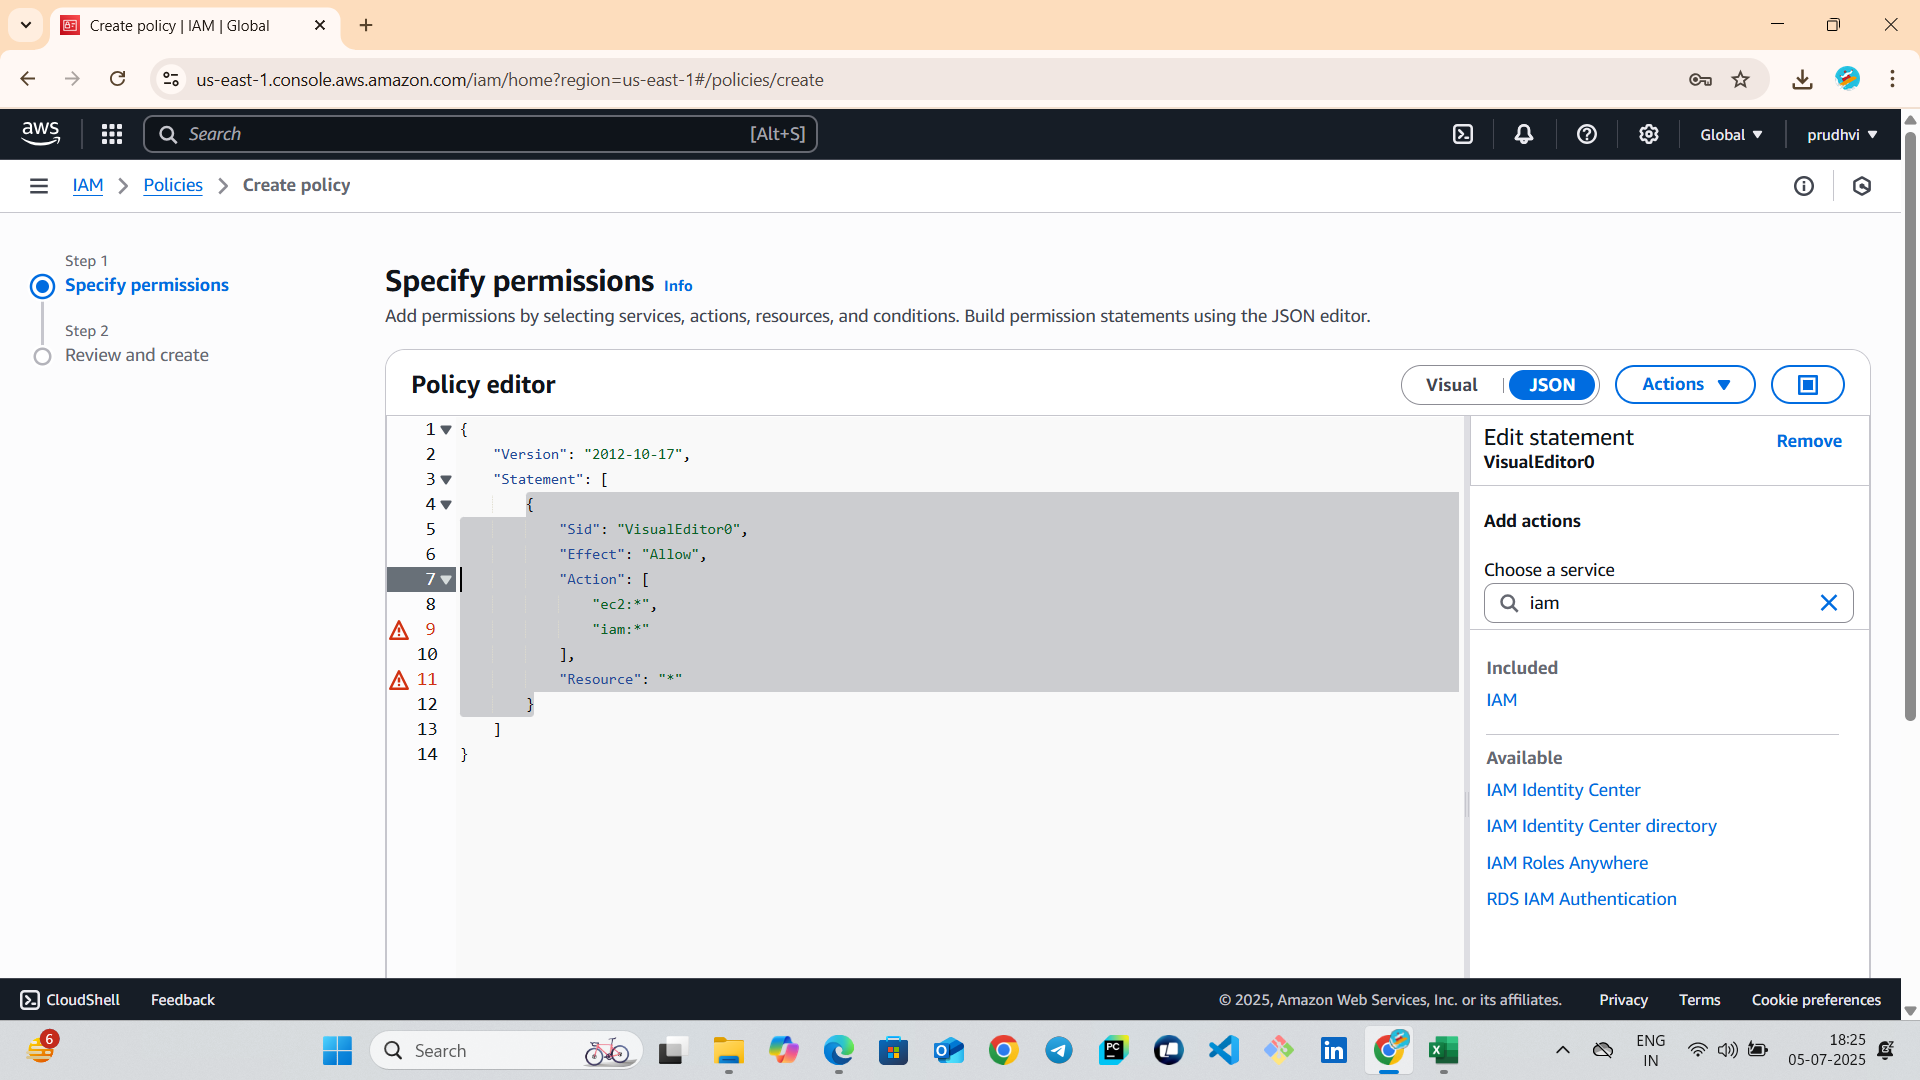 Create policy | IAM | Global
us-east-1.console.aws.amazon.com/iam/home?region=us-east-1#/policies/create
aws
Search
[Alt+S]
Global
prudhvi
IAM
Policies
Create policy
Step 1
Specify permissions
Step 2
Review and create
Specify permissions Info
Add permissions by selecting services, actions, resources, and conditions. Build permission statements using the JSON editor.
Policy editor
Visual
JSON
Actions
1 {
2 "Version": "2012-10-17",
3 "Statement": [
4 {
5 "Sid": "VisualEditor0",
6 "Effect": "Allow",
7 "Action": [
8 "ec2:*",
9 "iam:*"
10 ],
11 "Resource": "*"
12 }
13 ]
14 }
Edit statement
VisualEditor0
Remove
Add actions
Choose a service
iam
Included
IAM
Available
IAM Identity Center
IAM Identity Center directory
IAM Roles Anywhere
RDS IAM Authentication
CloudShell
Feedback
© 2025, Amazon Web Services, Inc. or its affiliates.
Privacy
Terms
Cookie preferences
6
Search
PC
in
ENG
IN
18:25
05-07-2025